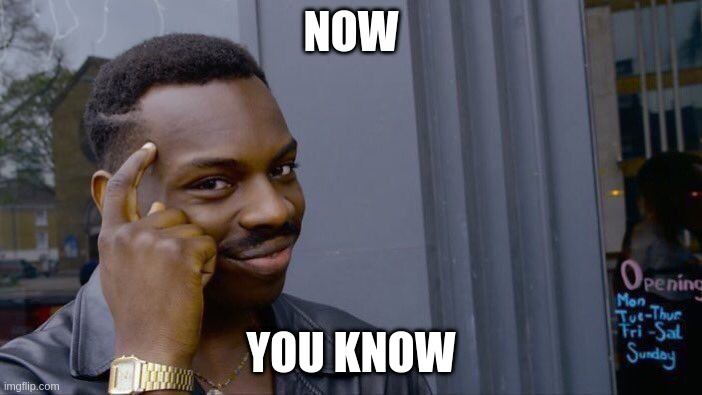 NOW
YOU KNOW
Opening
Mon
Tue-Thur
Fri-Sat
Sunday
imgflip.com